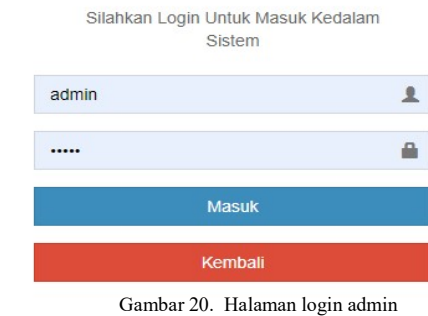 Silahkan Login Untuk Masuk Kedalam
Sistem
admin
•••••
Masuk
Kembali
Gambar 20. Halaman login admin